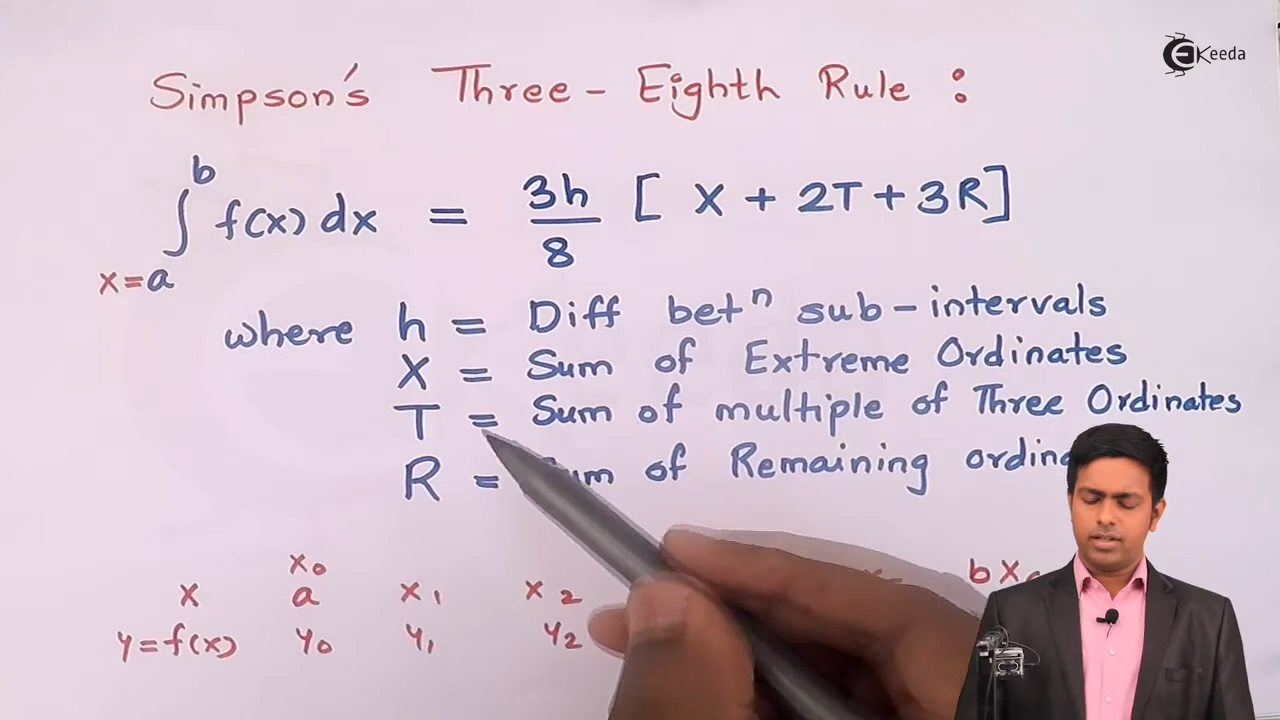 Ekeeda
Simpson's Three-Eighth Rule :
∫ b x=a f(x) dx = 3h/8 [ X + 2T + 3R ]
where h = Diff betⁿ sub-intervals
X = Sum of Extreme Ordinates
T = Sum of multiple of Three Ordinates
R = Sum of Remaining
x₀ b
x a x₁ x₂
y=f(x) y₀ y₁ y₂